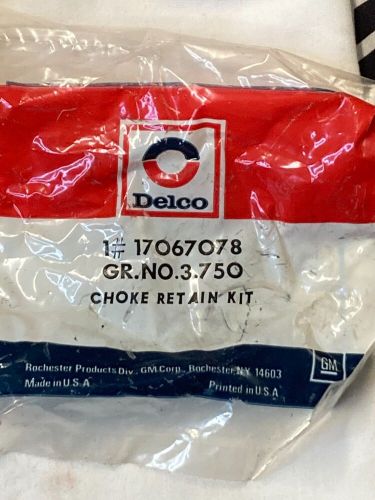 Delco
1# 17067078
GR.NO.3.750
CHOKE RETAIN KIT
Rochester Products Div., GM Corp., Rochester, N.Y. 14603
Made in U.S.A
Printed in U.S.A
GM